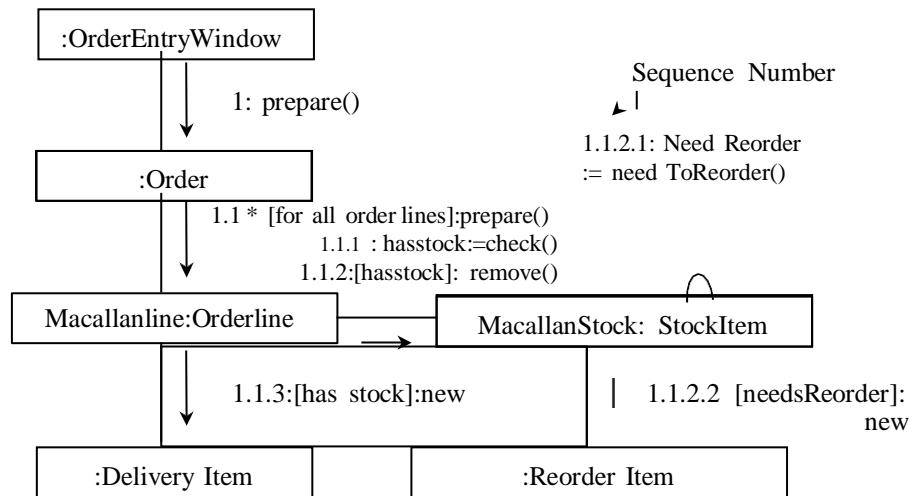 :OrderEntryWindow
Sequence Number
1: prepare()
1.1.2.1: Need Reorder
:= need ToReorder()
:Order
1.1 * [for all order lines]:prepare()
1.1.1 : hasstock:=check()
1.1.2:[hasstock]: remove()
Macallanline:Orderline
MacallanStock: StockItem
1.1.3:[has stock]:new
1.1.2.2 [needsReorder]:
new
:Delivery Item
:Reorder Item